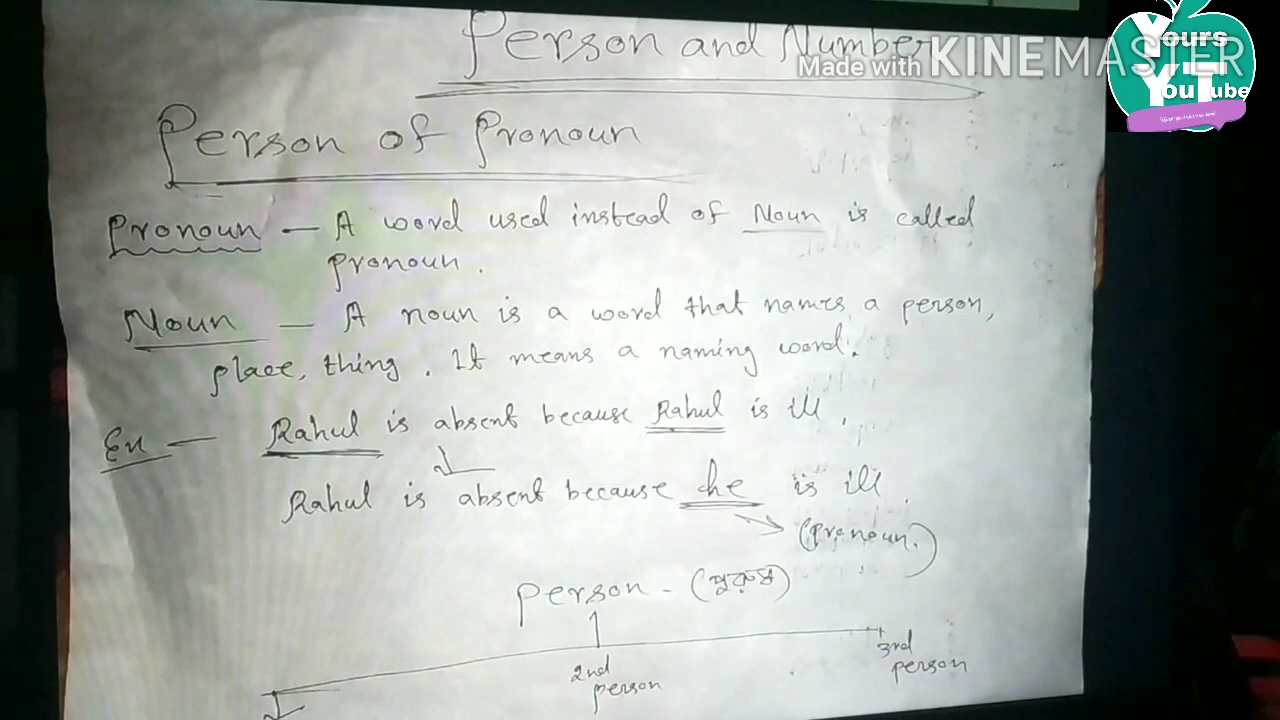 Person and Number
Made with KINEMASTER
Yours
YouTube
Person of Pronoun
Pronoun — A word used instead of Noun is called
pronoun.
Noun — A noun is a word that names a person,
place, thing. It means a naming word.
Ex — Rahul is absent because Rahul is ill.
Rahul is absent because he is ill.
(pronoun.)
person - (পুরুষ)
2nd
person
3rd
person